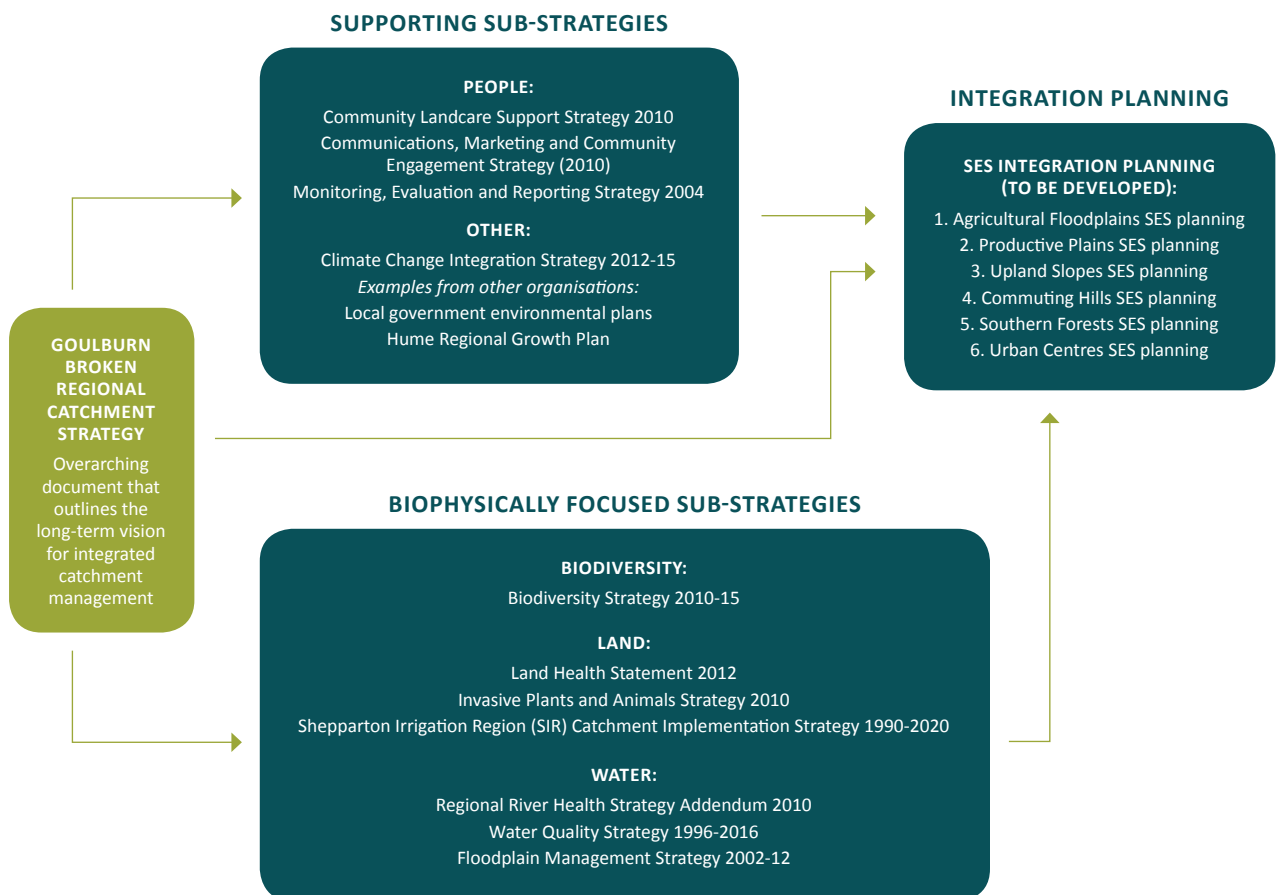 SUPPORTING SUB-STRATEGIES
PEOPLE:
Community Landcare Support Strategy 2010
Communications, Marketing and Community
Engagement Strategy (2010)
Monitoring, Evaluation and Reporting Strategy 2004
OTHER:
Climate Change Integration Strategy 2012-15
Examples from other organisations:
Local government environmental plans
Hume Regional Growth Plan
INTEGRATION PLANNING
SES INTEGRATION PLANNING
(TO BE DEVELOPED):
1. Agricultural Floodplains SES planning
2. Productive Plains SES planning
3. Upland Slopes SES planning
4. Commuting Hills SES planning
5. Southern Forests SES planning
6. Urban Centres SES planning
GOULBURN
BROKEN
REGIONAL
CATCHMENT
STRATEGY
Overarching
document that
outlines the
long-term vision
for integrated
catchment
management
BIOPHYSICALLY FOCUSED SUB-STRATEGIES
BIODIVERSITY:
Biodiversity Strategy 2010-15
LAND:
Land Health Statement 2012
Invasive Plants and Animals Strategy 2010
Shepparton Irrigation Region (SIR) Catchment Implementation Strategy 1990-2020
WATER:
Regional River Health Strategy Addendum 2010
Water Quality Strategy 1996-2016
Floodplain Management Strategy 2002-12